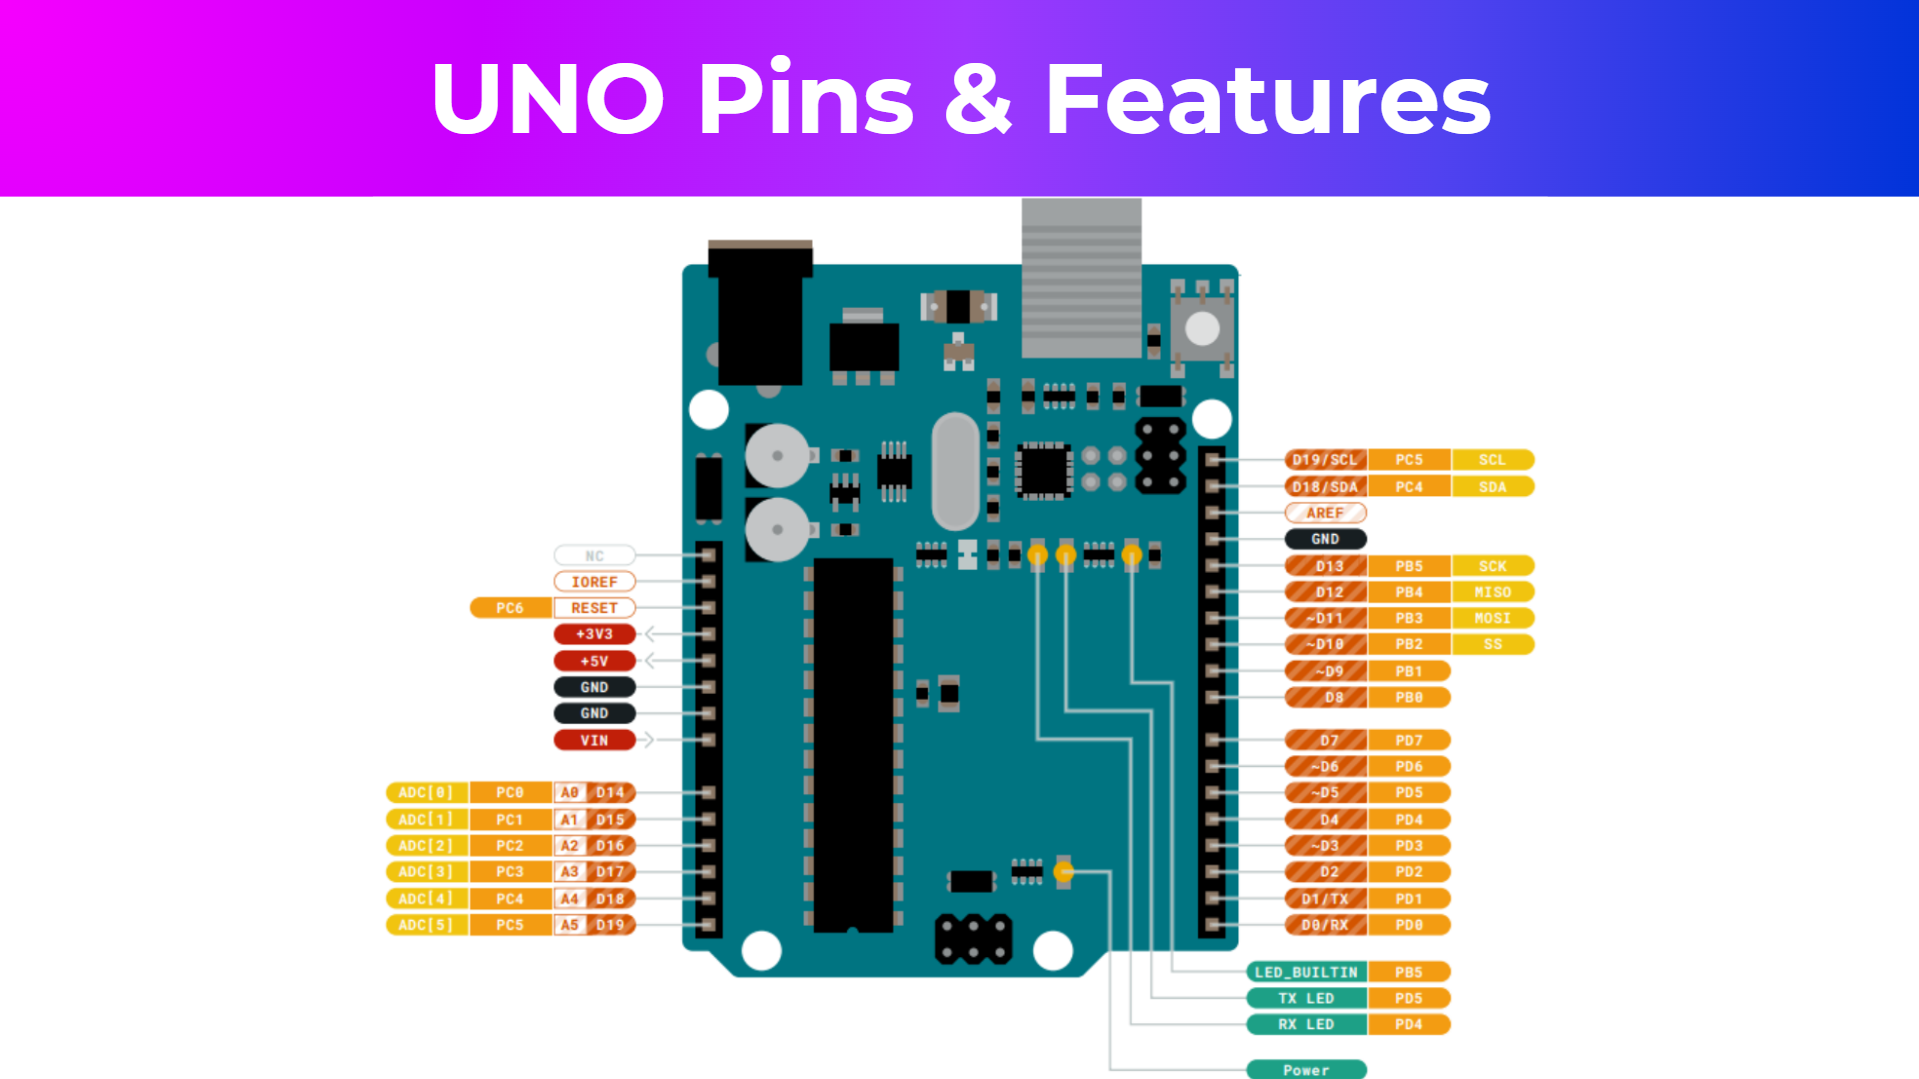 UNO Pins & Features
NC
IOREF
PC6 RESET
+3V3
+5V
GND
GND
VIN
ADC[0] PC0 A0 D14
ADC[1] PC1 A1 D15
ADC[2] PC2 A2 D16
ADC[3] PC3 A3 D17
ADC[4] PC4 A4 D18
ADC[5] PC5 A5 D19
D19/SCL PC5 SCL
D18/SDA PC4 SDA
AREF
GND
D13 PB5 SCK
D12 PB4 MISO
~D11 PB3 MOSI
~D10 PB2 SS
~D9 PB1
D8 PB0
D7 PD7
~D6 PD6
~D5 PD5
D4 PD4
~D3 PD3
D2 PD2
D1/TX PD1
D0/RX PD0
LED_BUILTIN PB5
TX LED PD5
RX LED PD4
Power